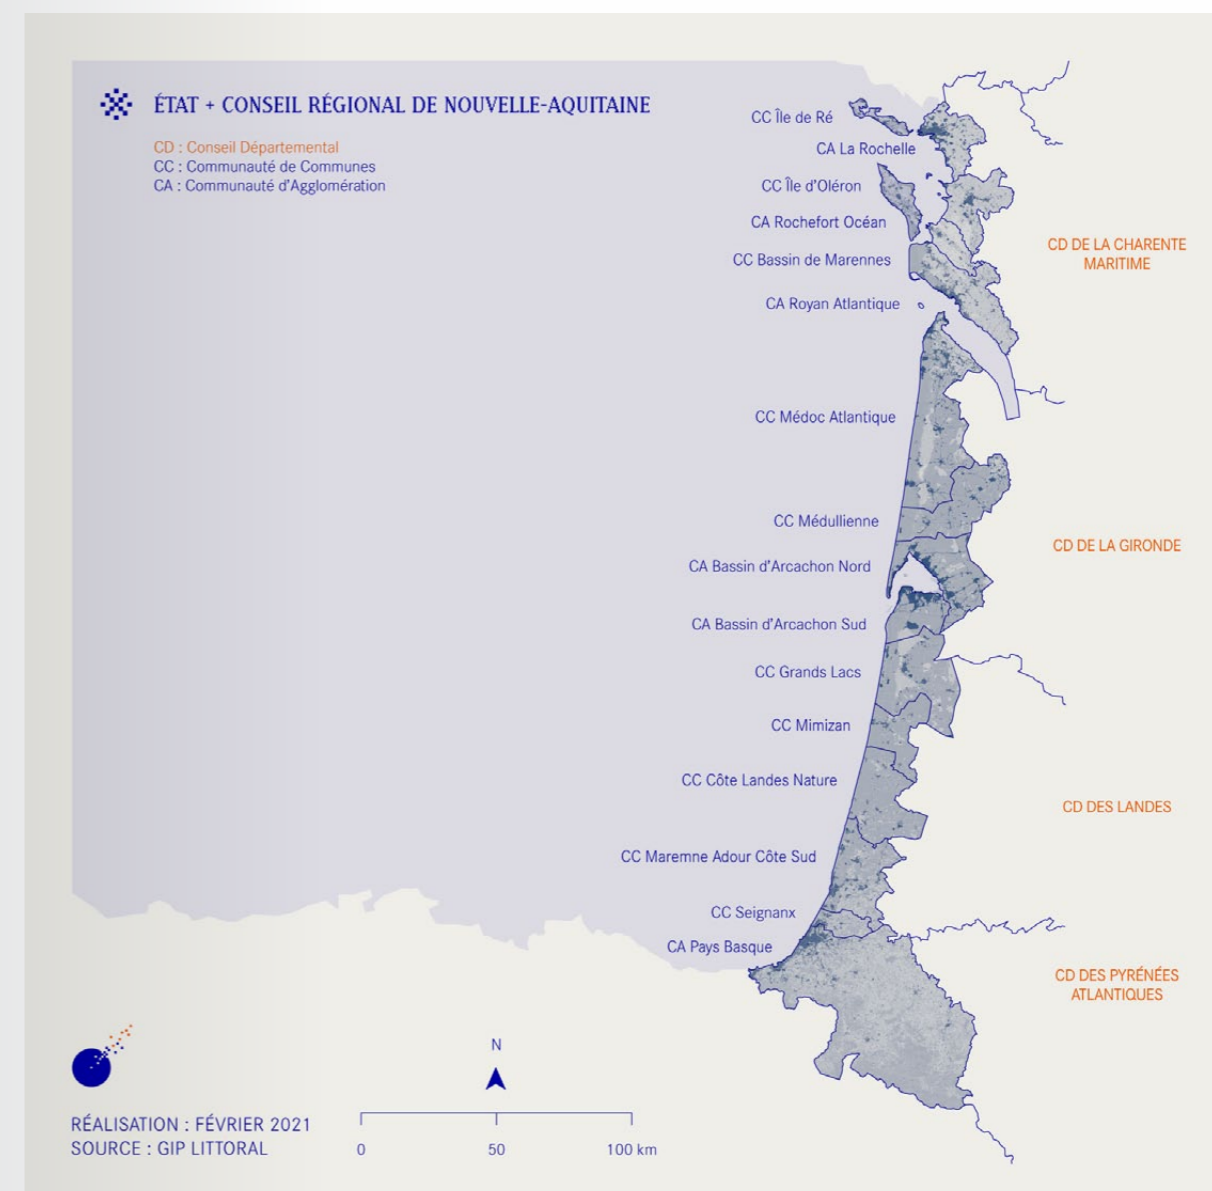 ÉTAT + CONSEIL RÉGIONAL DE NOUVELLE-AQUITAINE
CD : Conseil Départemental
CC : Communauté de Communes
CA : Communauté d'Agglomération
CC Île de Ré
CA La Rochelle
CC Île d'Oléron
CA Rochefort Océan
CC Bassin de Marennes
CA Royan Atlantique
CC Médoc Atlantique
CC Médullienne
CA Bassin d'Arcachon Nord
CA Bassin d'Arcachon Sud
CC Grands Lacs
CC Mimizan
CC Côte Landes Nature
CC Maremne Adour Côte Sud
CC Seignanx
CA Pays Basque
CD DE LA CHARENTE
MARITIME
CD DE LA GIRONDE
CD DES LANDES
CD DES PYRÉNÉES
ATLANTIQUES
N
0 50 100 km
RÉALISATION : FÉVRIER 2021
SOURCE : GIP LITTORAL